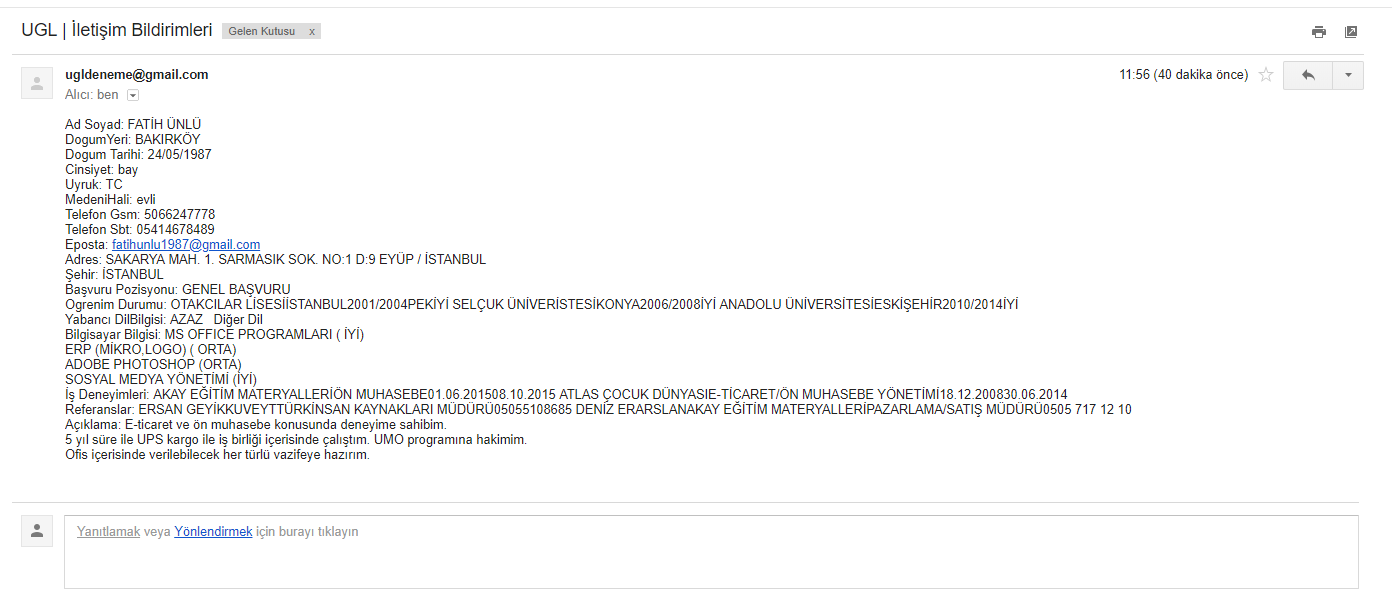 UGL | İletişim Bildirimleri Gelen Kutusu x
ugldeneme@gmail.com 11:56 (40 dakika önce)
Alıcı: ben
Ad Soyad: FATİH ÜNLÜ
DogumYeri: BAKIRKÖY
Dogum Tarihi: 24/05/1987
Cinsiyet: bay
Uyruk: TC
MedeniHali: evli
Telefon Gsm: 5066247778
Telefon Sbt: 05414678489
Eposta: fatihunlu1987@gmail.com
Adres: SAKARYA MAH. 1. SARMASIK SOK. NO:1 D:9 EYÜP / İSTANBUL
Şehir: İSTANBUL
Başvuru Pozisyonu: GENEL BAŞVURU
Ogrenim Durumu: OTAKCILAR LİSESİİSTANBUL2001/2004PEKİYİ SELÇUK ÜNİVERİSTESİKONYA2006/2008İYİ ANADOLU ÜNİVERSİTESİESKİŞEHİR2010/2014İYİ
Yabancı DilBilgisi: AZAZ Diğer Dil
Bilgisayar Bilgisi: MS OFFICE PROGRAMLARI ( İYİ)
ERP (MİKRO,LOGO) ( ORTA)
ADOBE PHOTOSHOP (ORTA)
SOSYAL MEDYA YÖNETİMİ (İYİ)
İş Deneyimleri: AKAY EĞİTİM MATERYALLERİÖN MUHASEBE01.06.201508.10.2015 ATLAS ÇOCUK DÜNYASIE-TİCARET/ÖN MUHASEBE YÖNETİMİ18.12.200830.06.2014
Referanslar: ERSAN GEYİKKUVEYTTÜRKİNSAN KAYNAKLARI MÜDÜRÜ05055108685 DENİZ ERARSLANAKAY EĞİTİM MATERYALLERİPAZARLAMA/SATIŞ MÜDÜRÜ0505 717 12 10
Açıklama: E-ticaret ve ön muhasebe konusunda deneyime sahibim.
5 yıl süre ile UPS kargo ile iş birliği içerisinde çalıştım. UMO programına hakimim.
Ofis içerisinde verilebilecek her türlü vazifeye hazırım.
Yanıtlamak veya Yönlendirmek için burayı tıklayın